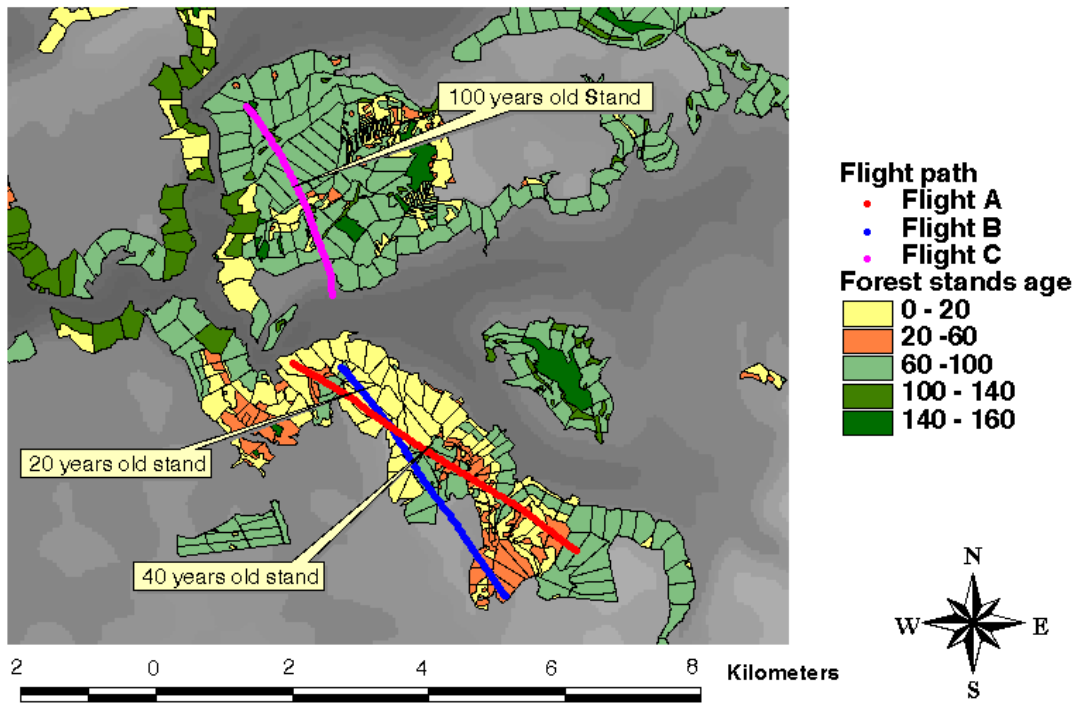 100 years old Stand
20 years old stand
40 years old stand
Flight path
Flight A
Flight B
Flight C
Forest stands age
0 - 20
20 -60
60 -100
100 - 140
140 - 160
N
W E
S
2 0 2 4 6 8 Kilometers